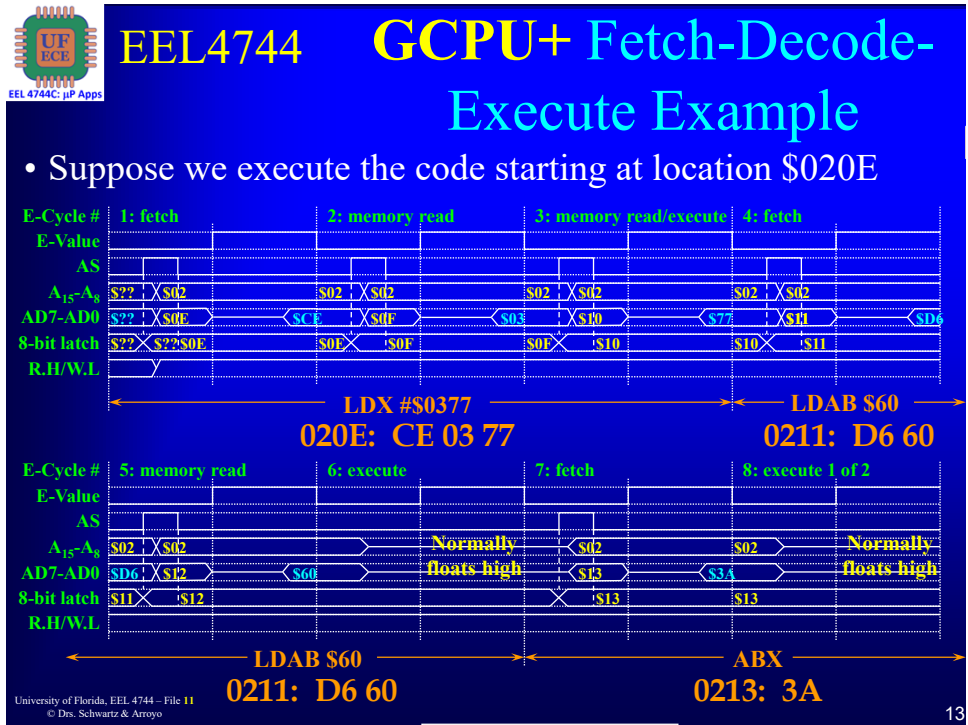 UF
ECE
EEL 4744C: µP Apps
EEL4744
GCPU+ Fetch-Decode-
Execute Example
• Suppose we execute the code starting at location $020E
E-Cycle # 1: fetch 2: memory read 3: memory read/execute 4: fetch
E-Value
AS
A15-A8 $?? $02 $02 $02 $02 $02 $02 $02
AD7-AD0 $?? $0E $CE $0F $03 $10 $77 $11 $D6
8-bit latch $?? $?? $0E $0E $0F $0F $10 $10 $11
R.H/W.L
LDX #$0377 LDAB $60
020E: CE 03 77 0211: D6 60
E-Cycle # 5: memory read 6: execute 7: fetch 8: execute 1 of 2
E-Value
AS
A15-A8 $02 $02 Normally $02 $02 Normally
AD7-AD0 $D6 $12 $60 floats high $13 $3A floats high
8-bit latch $11 $12 $13 $13
R.H/W.L
LDAB $60 ABX
0211: D6 60 0213: 3A
University of Florida, EEL 4744 – File 11
© Drs. Schwartz & Arroyo
13